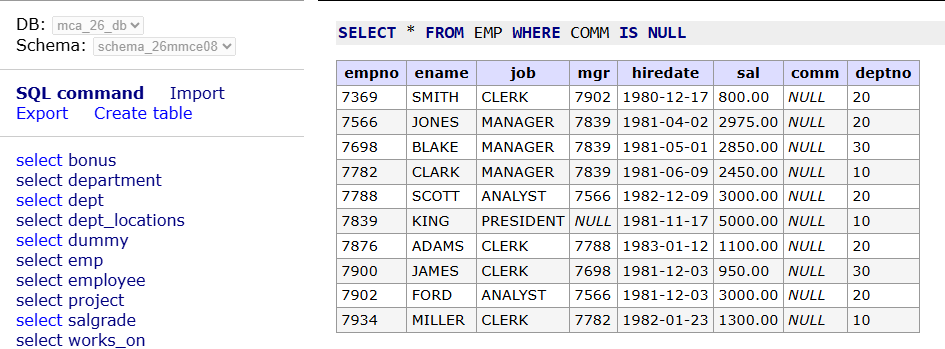 DB: mca_26_db
Schema: schema_26mmce08
SQL command Import
Export Create table
select bonus
select department
select dept
select dept_locations
select dummy
select emp
select employee
select project
select salgrade
select works_on
SELECT * FROM EMP WHERE COMM IS NULL
empno ename job mgr hiredate sal comm deptno
7369 SMITH CLERK 7902 1980-12-17 800.00 NULL 20
7566 JONES MANAGER 7839 1981-04-02 2975.00 NULL 20
7698 BLAKE MANAGER 7839 1981-05-01 2850.00 NULL 30
7782 CLARK MANAGER 7839 1981-06-09 2450.00 NULL 10
7788 SCOTT ANALYST 7566 1982-12-09 3000.00 NULL 20
7839 KING PRESIDENT NULL 1981-11-17 5000.00 NULL 10
7876 ADAMS CLERK 7788 1983-01-12 1100.00 NULL 20
7900 JAMES CLERK 7698 1981-12-03 950.00 NULL 30
7902 FORD ANALYST 7566 1981-12-03 3000.00 NULL 20
7934 MILLER CLERK 7782 1982-01-23 1300.00 NULL 10